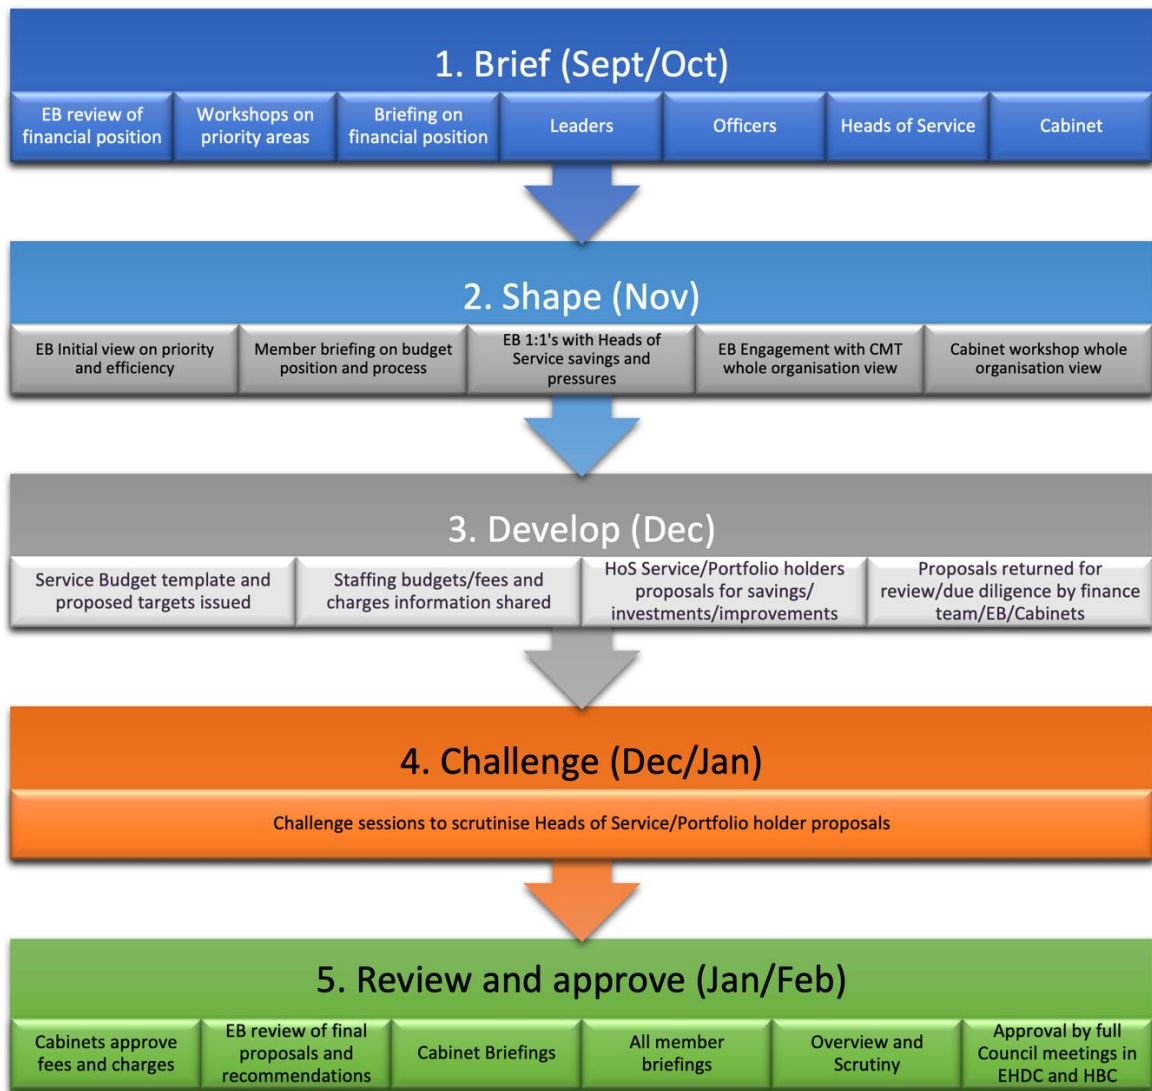 1. Brief (Sept/Oct)
EB review of
financial position
Workshops on
priority areas
Briefing on
financial position
Leaders
Officers
Heads of Service
Cabinet
2. Shape (Nov)
EB Initial view on priority
and efficiency
Member briefing on budget
position and process
EB 1:1's with Heads of
Service savings and
pressures
EB Engagement with CMT
whole organisation view
Cabinet workshop whole
organisation view
3. Develop (Dec)
Service Budget template and
proposed targets issued
Staffing budgets/fees and
charges information shared
HoS Service/Portfolio holders
proposals for savings/
investments/improvements
Proposals returned for
review/due diligence by finance
team/EB/Cabinets
4. Challenge (Dec/Jan)
Challenge sessions to scrutinise Heads of Service/Portfolio holder proposals
5. Review and approve (Jan/Feb)
Cabinets approve
fees and charges
EB review of final
proposals and
recommendations
Cabinet Briefings
All member
briefings
Overview and
Scrutiny
Approval by full
Council meetings in
EHDC and HBC